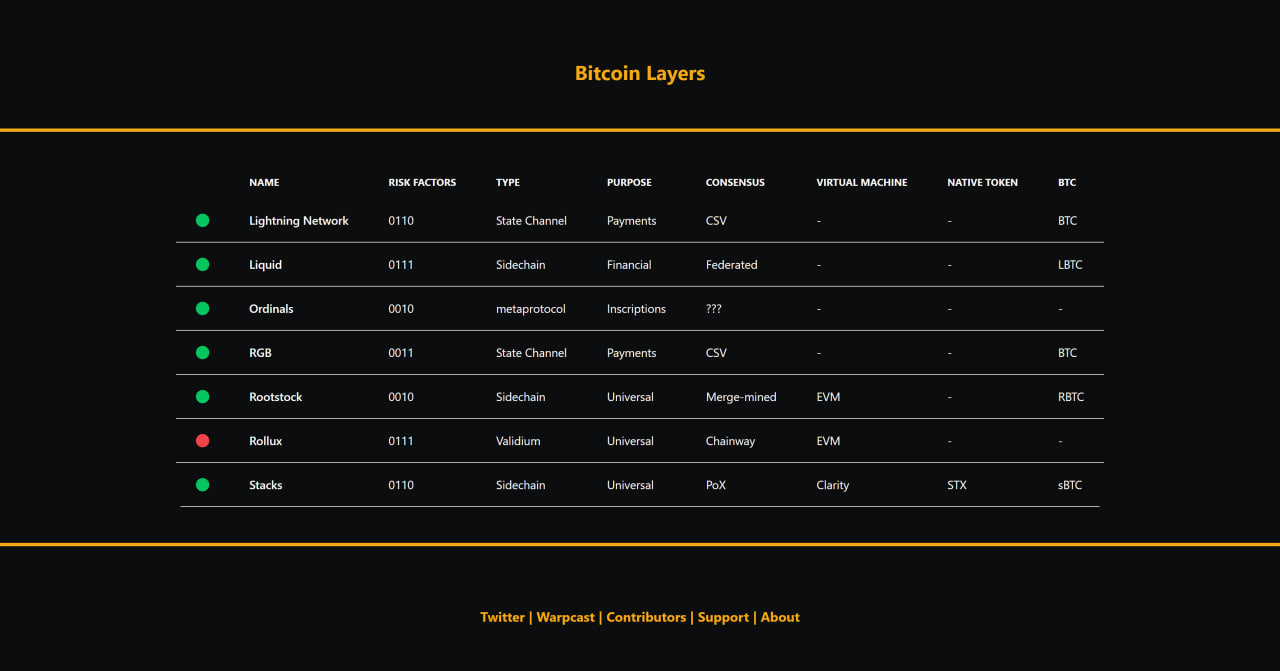 Bitcoin Layers
NAME RISK FACTORS TYPE PURPOSE CONSENSUS VIRTUAL MACHINE NATIVE TOKEN BTC
Lightning Network 0110 State Channel Payments CSV - - BTC
Liquid 0111 Sidechain Financial Federated - - LBTC
Ordinals 0010 metaprotocol Inscriptions ??? - - -
RGB 0011 State Channel Payments CSV - - BTC
Rootstock 0010 Sidechain Universal Merge-mined EVM - RBTC
Rollux 0111 Validium Universal Chainway EVM - -
Stacks 0110 Sidechain Universal PoX Clarity STX sBTC
Twitter | Warpcast | Contributors | Support | About